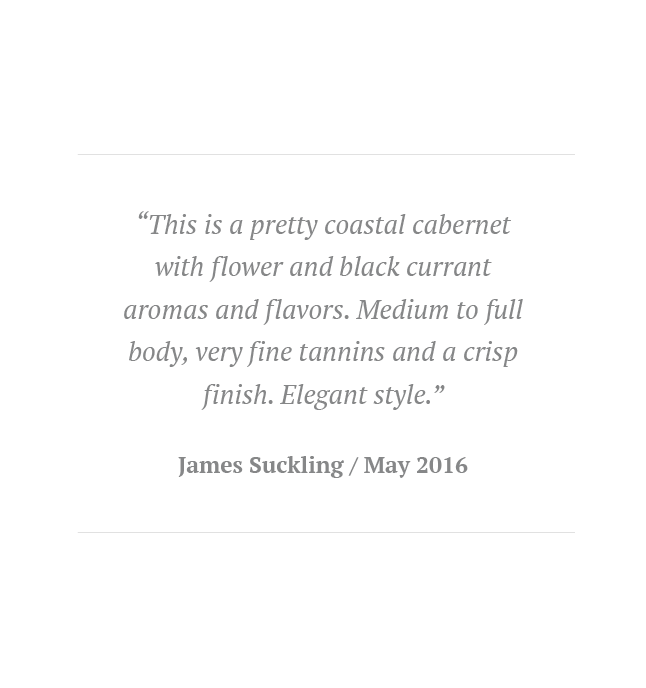 “This is a pretty coastal cabernet
with flower and black currant
aromas and flavors. Medium to full
body, very fine tannins and a crisp
finish. Elegant style.”
James Suckling / May 2016